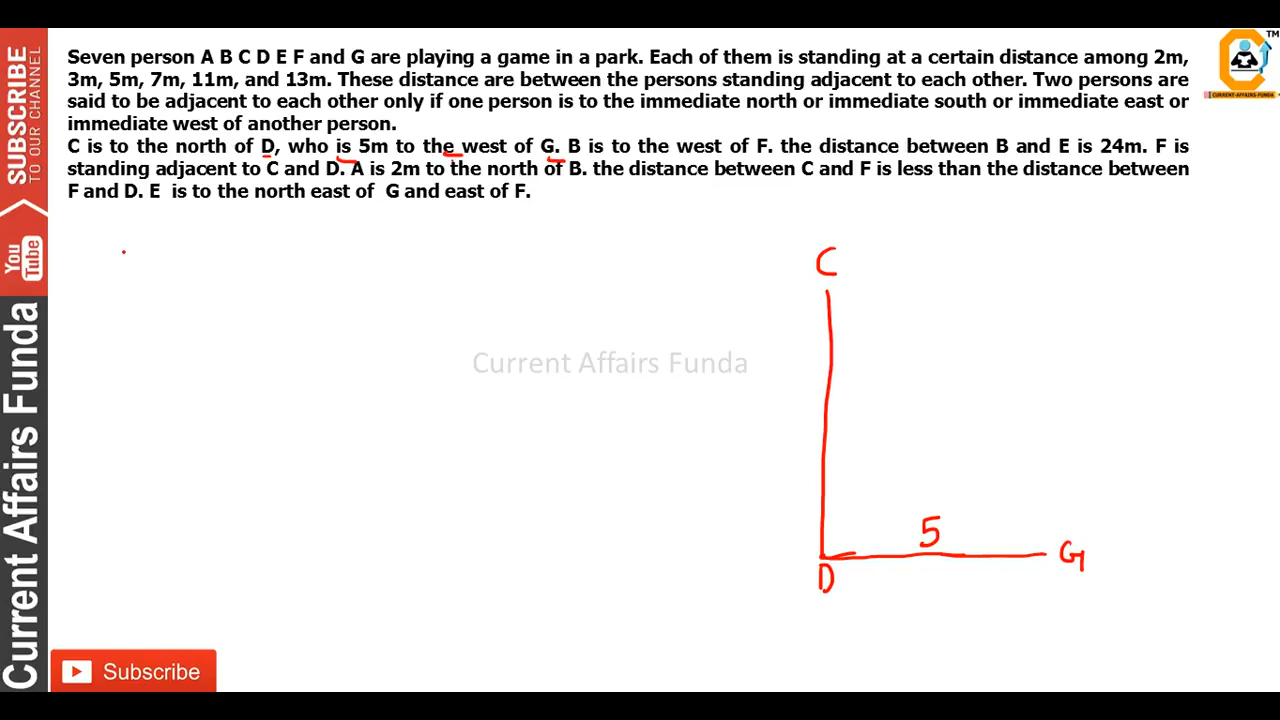 Seven person A B C D E F and G are playing a game in a park. Each of them is standing at a certain distance among 2m,
3m, 5m, 7m, 11m, and 13m. These distance are between the persons standing adjacent to each other. Two persons are
said to be adjacent to each other only if one person is to the immediate north or immediate south or immediate east or
immediate west of another person.
C is to the north of D, who is 5m to the west of G. B is to the west of F. the distance between B and E is 24m. F is
standing adjacent to C and D. A is 2m to the north of B. the distance between C and F is less than the distance between
F and D. E is to the north east of G and east of F.
C
Current Affairs Funda
5
G
D
SUBSCRIBE
TO OUR CHANNEL
You
Tube
Current Affairs Funda
Subscribe
TM
CURRENT-AFFAIRS-FUNDA